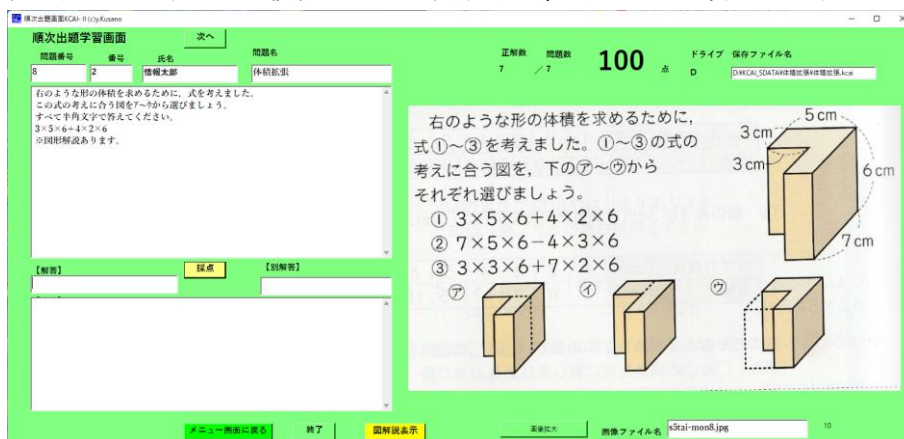 順次出題画面KCAI-Ⅱ(c)y.Kusano
順次出題学習画面
次へ
問題番号 番号 氏名 問題名
8 2 情報太郎 体積拡張
正解数 問題数
7 / 7 100 点
ドライブ 保存ファイル名
D D:¥KCAI_SDATA¥体積拡張¥体積拡張.kcai
右のような形の体積を求めるために、式を考えました。
この式の考えに合う図をア~ウから選びましょう。
すべて半角文字で答えてください。
3×5×6+4×2×6
※図形解説あります。
【解答】
採点
【別解答】
右のような形の体積を求めるために,
式①~③を考えました。①~③の式の
考えに合う図を, 下の㋐~㋒から
それぞれ選びましょう。
① 3×5×6+4×2×6
② 7×5×6-4×3×6
③ 3×3×6+7×2×6
5 cm
3 cm
3 cm
6 cm
7 cm
㋐ ㋑ ㋒
メニュー画面に戻る
終了
図解説表示
画像拡大
画像ファイル名 s5tai-mon8.jpg
10